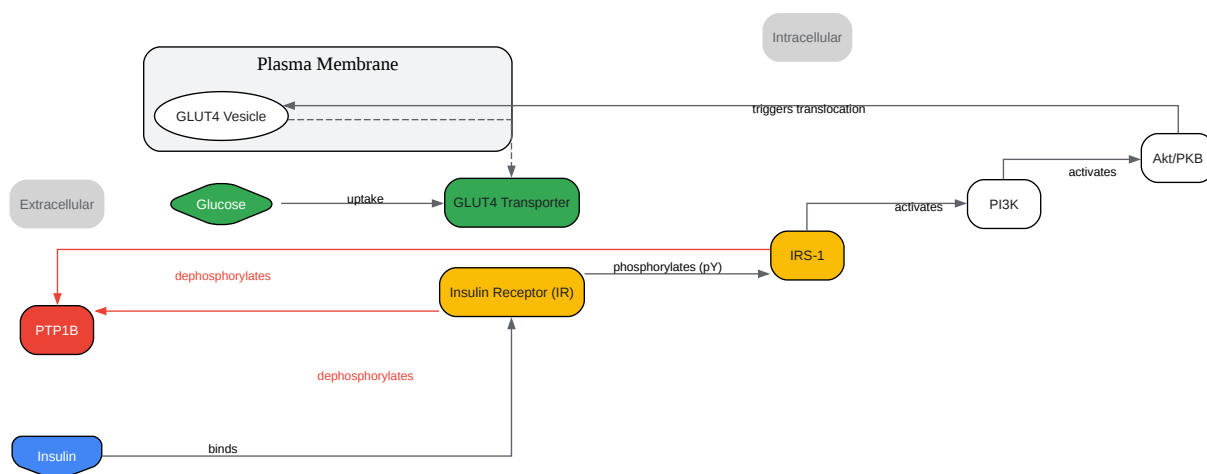 Intracellular
Plasma Membrane
GLUT4 Vesicle
triggers translocation
Akt/PKB
activates
Extracellular
Glucose
uptake
GLUT4 Transporter
PI3K
activates
IRS-1
phosphorylates (pY)
dephosphorylates
Insulin Receptor (IR)
PTP1B
dephosphorylates
binds
Insulin